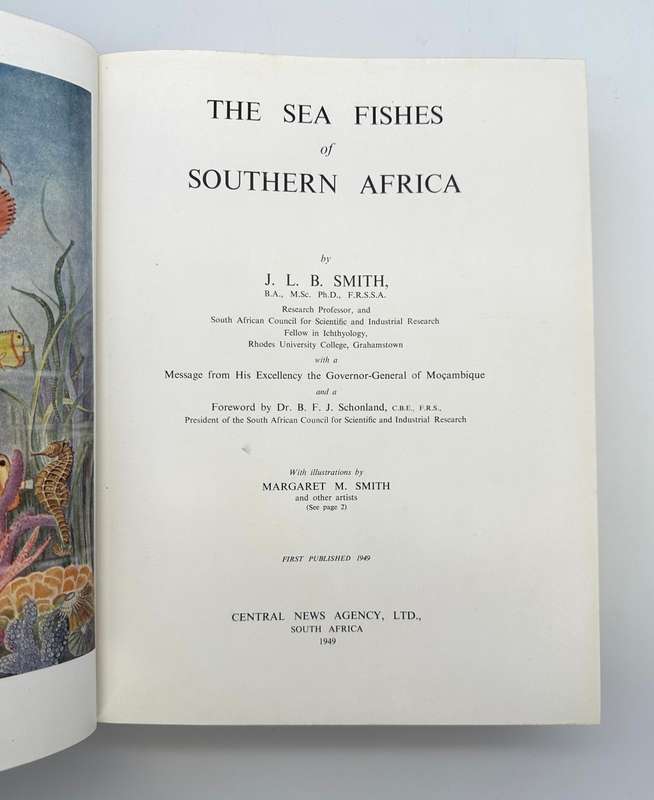 THE SEA FISHES
of
SOUTHERN AFRICA
by
J. L. B. SMITH,
B.A., M.Sc. Ph.D., F.R.S.S.A.
Research Professor, and
South African Council for Scientific and Industrial Research
Fellow in Ichthyology,
Rhodes University College, Grahamstown
with a
Message from His Excellency the Governor-General of Moçambique
and a
Foreword by Dr. B. F. J. Schonland, C.B.E., F.R.S.,
President of the South African Council for Scientific and Industrial Research
With illustrations by
MARGARET M. SMITH
and other artists
(See page 2)
FIRST PUBLISHED 1949
CENTRAL NEWS AGENCY, LTD.,
SOUTH AFRICA
1949